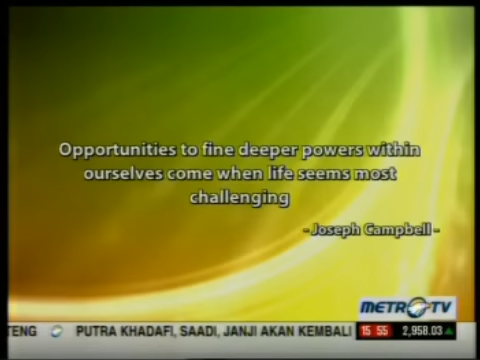 Opportunities to fine deeper powers within
ourselves come when life seems most
challenging
-Joseph Campbell-
METRO TV
TENG PUTRA KHADAFI, SAADI, JANJI AKAN KEMBALI 15 55 2,958.03